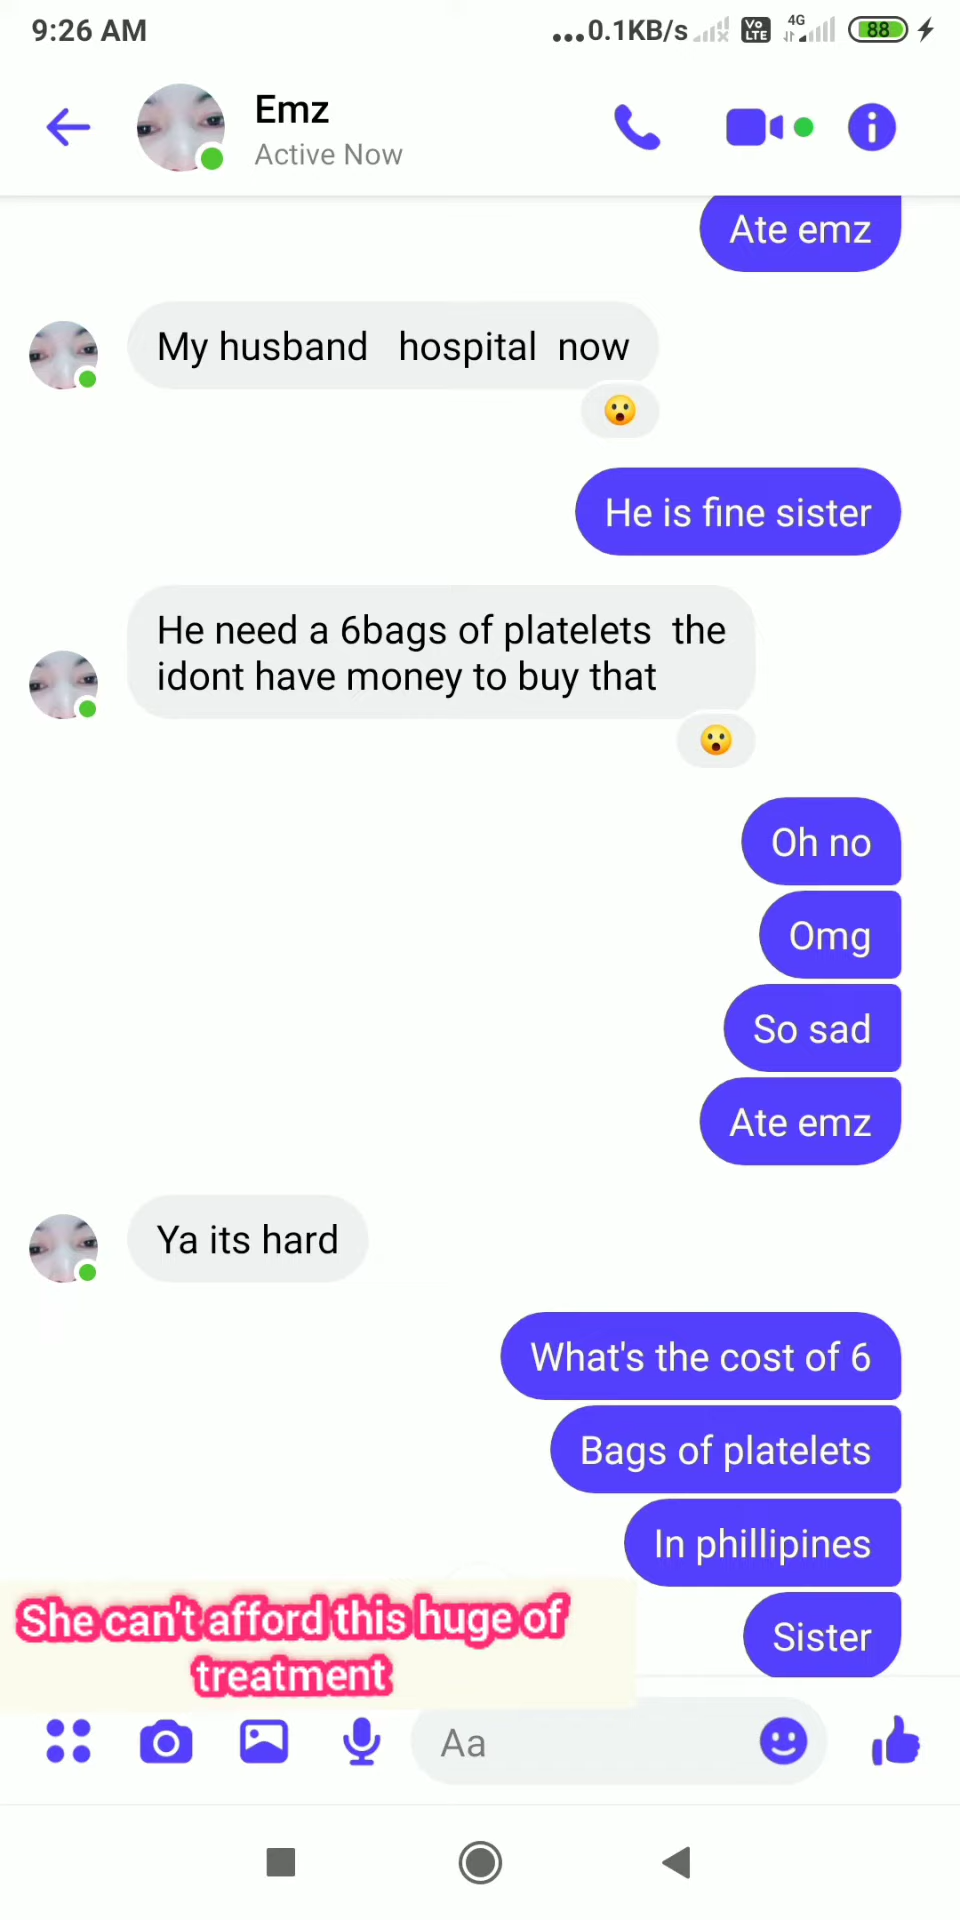 9:26 AM
...0.1KB/s
Vo
LTE
4G
88
Emz
Active Now
Ate emz
My husband hospital now
He is fine sister
He need a 6bags of platelets the
idont have money to buy that
Oh no
Omg
So sad
Ate emz
Ya its hard
What's the cost of 6
Bags of platelets
In phillipines
Sister
She can't afford this huge of
treatment
Aa